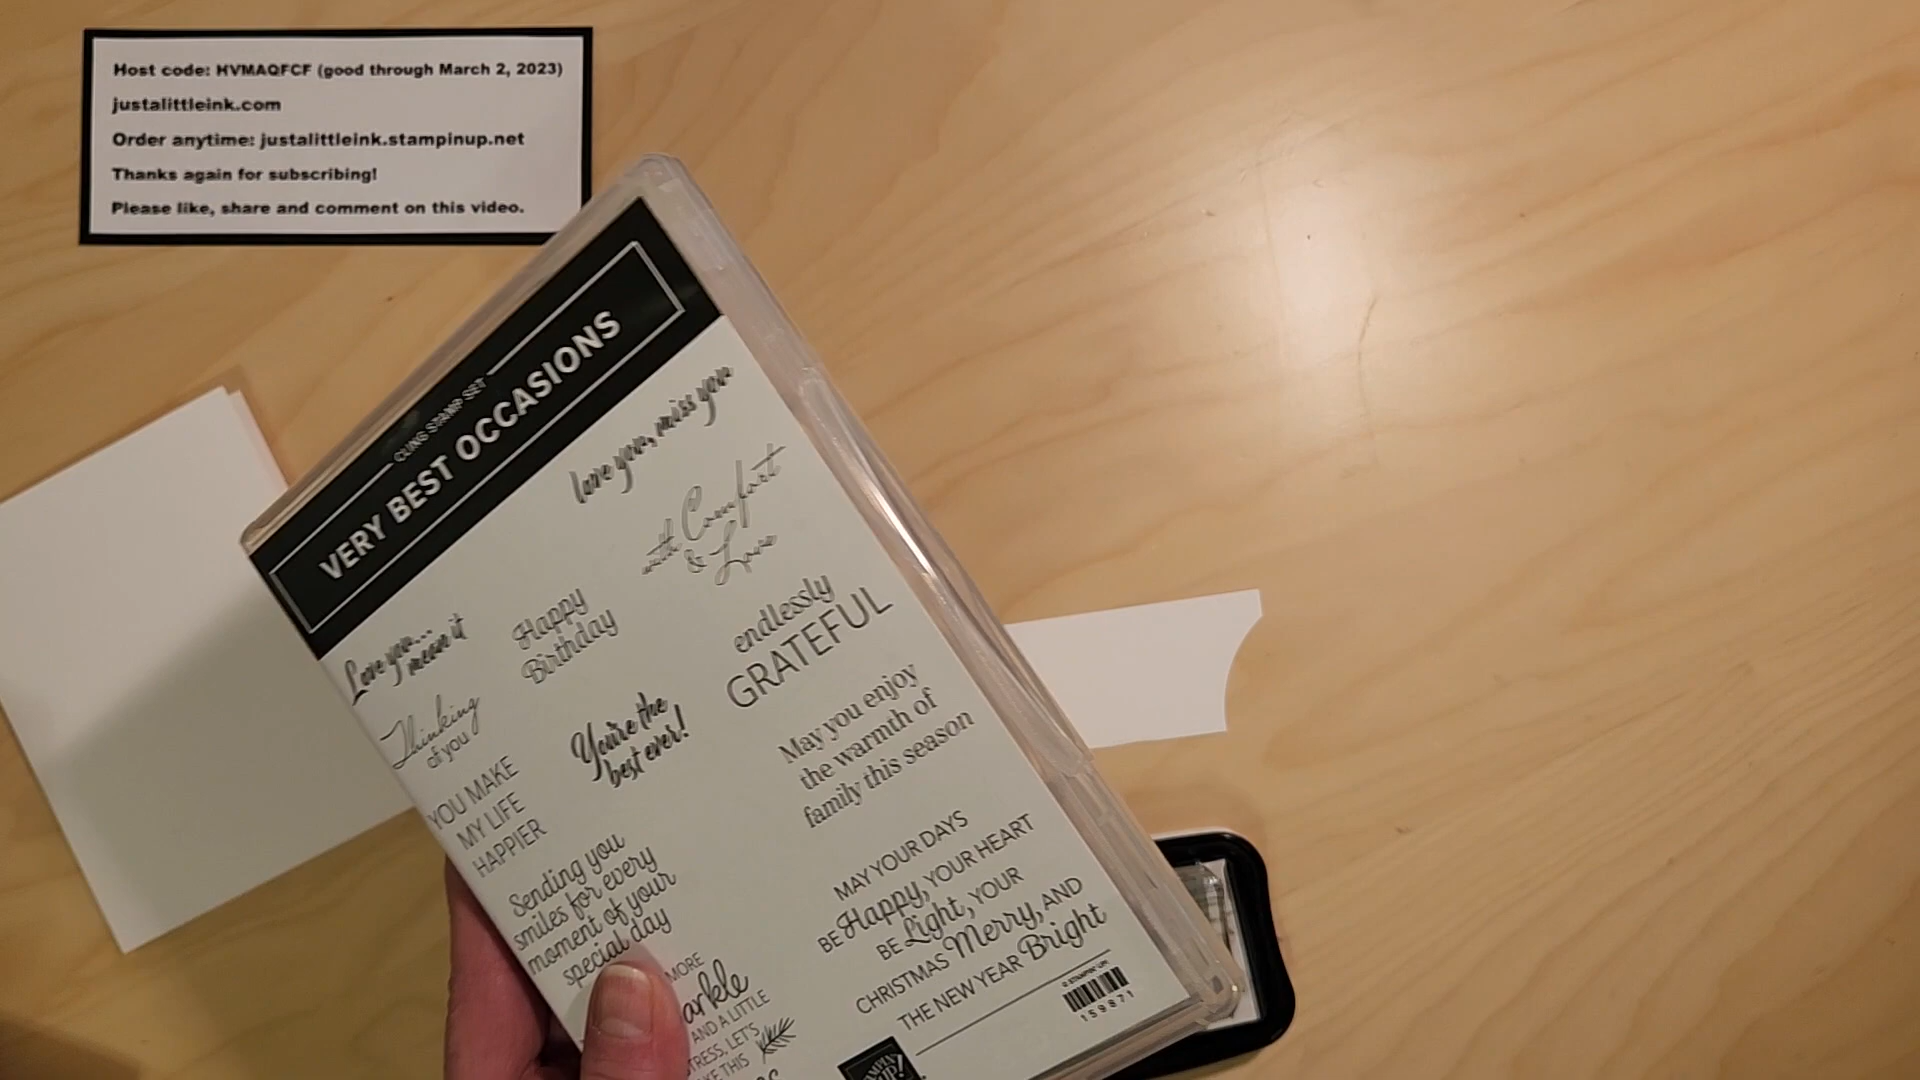 Host code: HVMAQFCF (good through March 2, 2023)
justalittleink.com
Order anytime: justalittleink.stampinup.net
Thanks again for subscribing!
Please like, share and comment on this video.
CLING STAMP SET
VERY BEST OCCASIONS
love you, miss you
with Comfort
& Love
Love you...
mean it
Happy
Birthday
endlessly
GRATEFUL
Thinking
of you
You're the
best ever!
May you enjoy
the warmth of
family this season
YOU MAKE
MY LIFE
HAPPIER
Sending you
smiles for every
moment of your
special day
MAY YOUR DAYS
BE Happy, YOUR HEART
BE Light, YOUR
CHRISTMAS Merry, AND
THE NEW YEAR Bright
MORE
AND A LITTLE
LET'S
THIS
© STAMPIN' UP!
159871